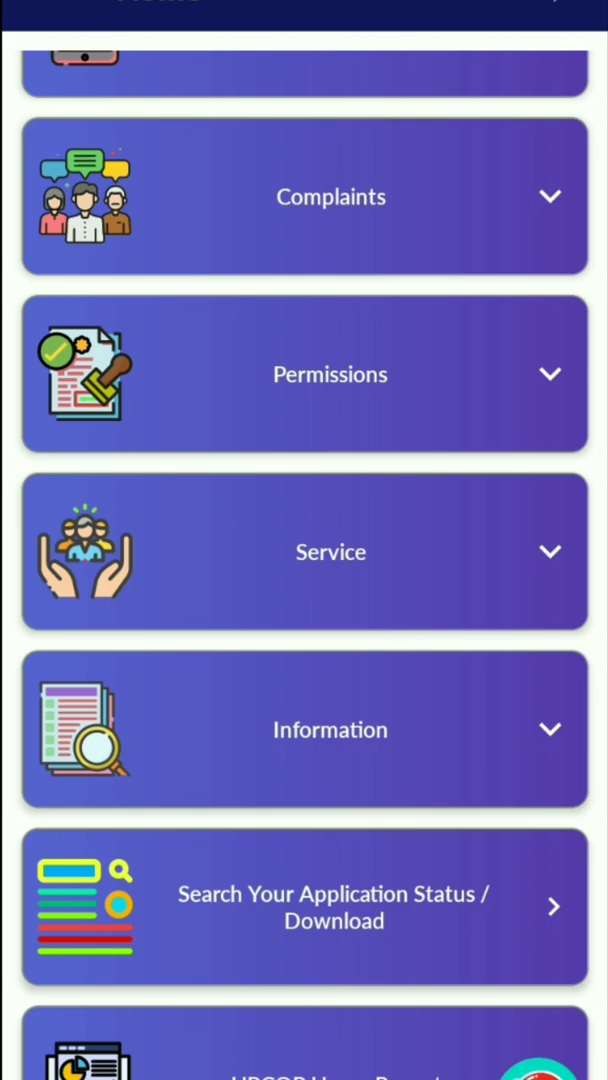 Complaints
Permissions
Service
Information
Search Your Application Status /
Download